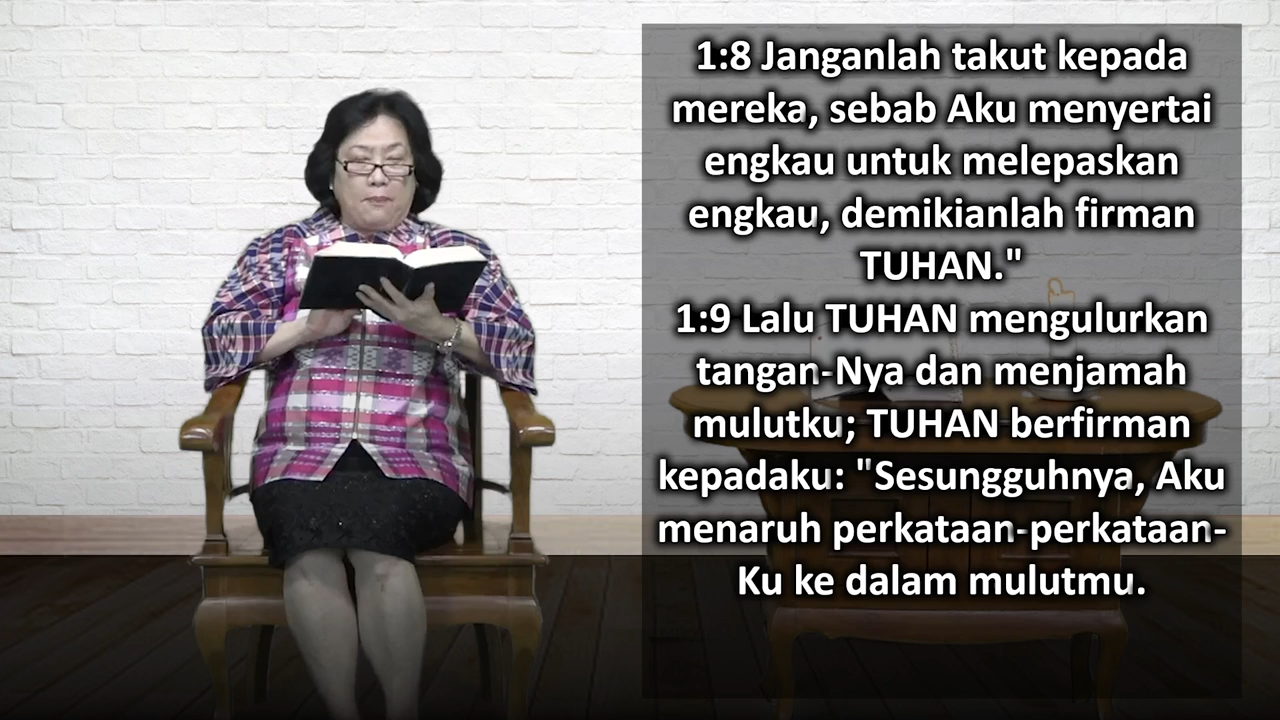 1:8 Janganlah takut kepada
mereka, sebab Aku menyertai
engkau untuk melepaskan
engkau, demikianlah firman
TUHAN."
1:9 Lalu TUHAN mengulurkan
tangan-Nya dan menjamah
mulutku; TUHAN berfirman
kepadaku: "Sesungguhnya, Aku
menaruh perkataan-perkataan-
Ku ke dalam mulutmu.